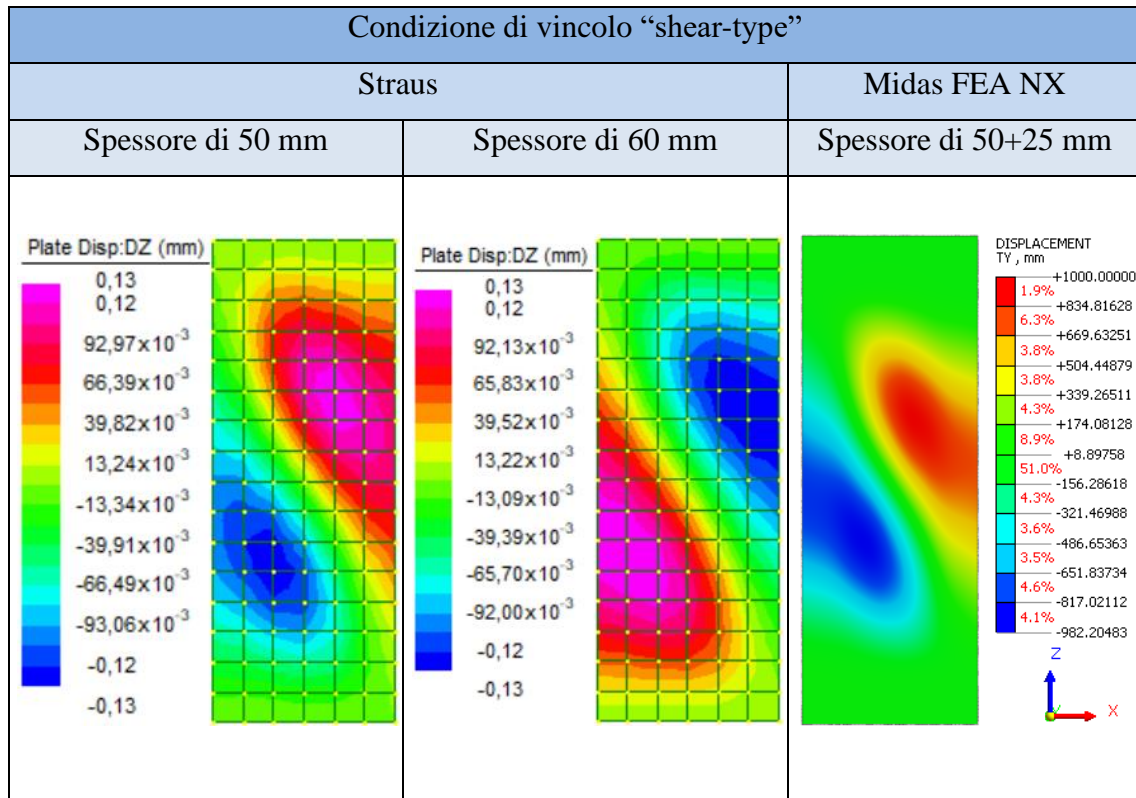 Condizione di vincolo “shear-type”
Straus
Midas FEA NX
Spessore di 50 mm
Spessore di 60 mm
Spessore di 50+25 mm
Plate Disp:DZ (mm)
0,13
0,12
92,97x10⁻³
66,39x10⁻³
39,82x10⁻³
13,24x10⁻³
-13,34x10⁻³
-39,91x10⁻³
-66,49x10⁻³
-93,06x10⁻³
-0,12
-0,13
Plate Disp:DZ (mm)
0,13
0,12
92,13x10⁻³
65,83x10⁻³
39,52x10⁻³
13,22x10⁻³
-13,09x10⁻³
-39,39x10⁻³
-65,70x10⁻³
-92,00x10⁻³
-0,12
-0,13
DISPLACEMENT
TY , mm
+1000.00000
1.9%
+834.81628
6.3%
+669.63251
3.8%
+504.44879
3.8%
+339.26511
4.3%
+174.08128
8.9%
+8.89758
51.0%
-156.28618
4.3%
-321.46988
3.6%
-486.65363
3.5%
-651.83734
4.6%
-817.02112
4.1%
-982.20483
Z
X